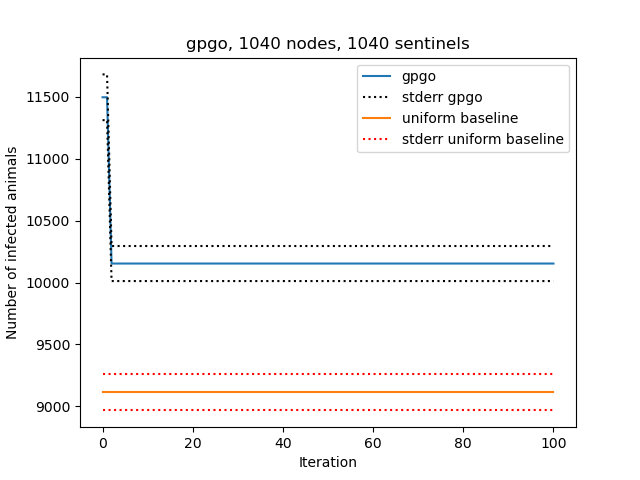 gpgo, 1040 nodes, 1040 sentinels
gpgo
stderr gpgo
uniform baseline
stderr uniform baseline
Number of infected animals
11500
11000
10500
10000
9500
9000
0 20 40 60 80 100
Iteration